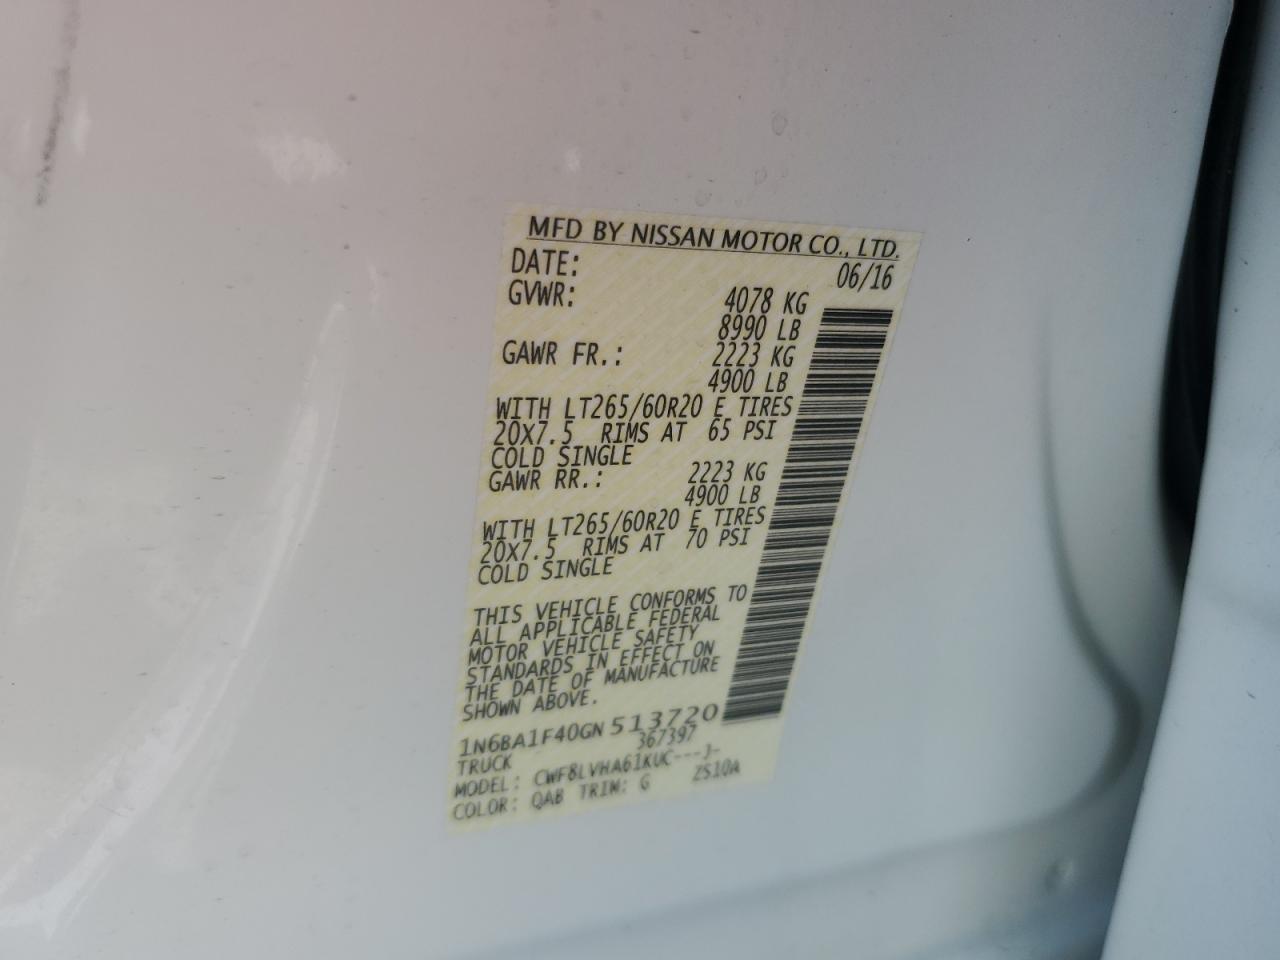 MFD BY NISSAN MOTOR CO., LTD.
DATE: 06/16
GVWR: 4078 KG
8990 LB
GAWR FR.: 2223 KG
4900 LB
WITH LT265/60R20 E TIRES
20X7.5 RIMS AT 65 PSI
COLD SINGLE
GAWR RR.: 2223 KG
4900 LB
WITH LT265/60R20 E TIRES
20X7.5 RIMS AT 70 PSI
COLD SINGLE
THIS VEHICLE CONFORMS TO
ALL APPLICABLE FEDERAL
MOTOR VEHICLE SAFETY
STANDARDS IN EFFECT ON
THE DATE OF MANUFACTURE
SHOWN ABOVE.
1N6BA1F40GN513720
TRUCK 367397
MODEL: CWF8LVHA61KUC---J-
COLOR: QAB TRIM: G ZS10A